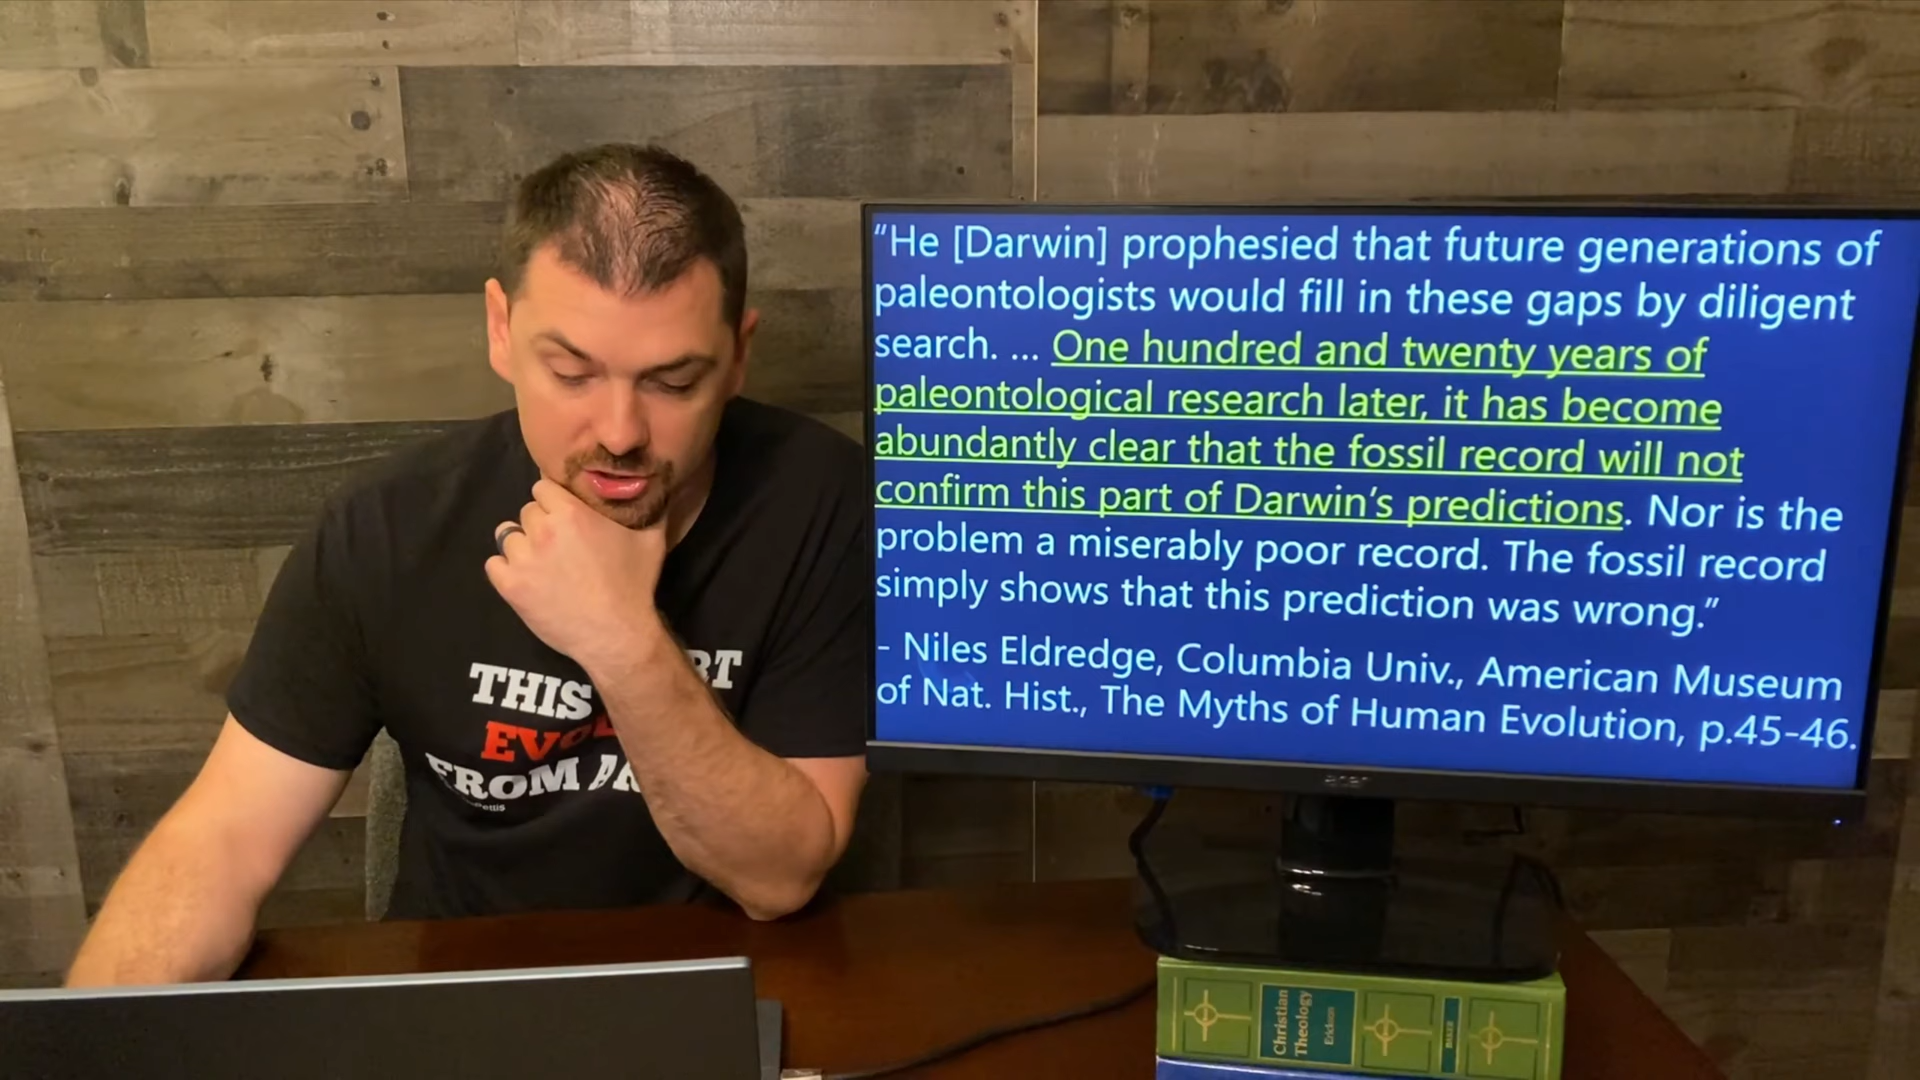 “He [Darwin] prophesied that future generations of
paleontologists would fill in these gaps by diligent
search. ... One hundred and twenty years of
paleontological research later, it has become
abundantly clear that the fossil record will not
confirm this part of Darwin’s predictions. Nor is the
problem a miserably poor record. The fossil record
simply shows that this prediction was wrong.”
- Niles Eldredge, Columbia Univ., American Museum
of Nat. Hist., The Myths of Human Evolution, p.45-46.
THIS
FROM
acer
Christian
Theology
Erickson
BAKER